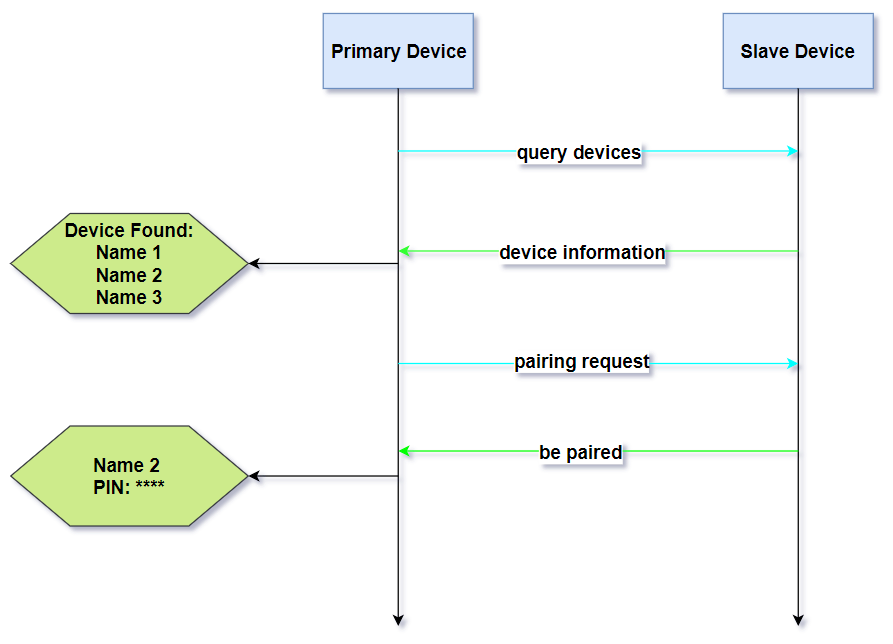 Primary Device
Slave Device
query devices
Device Found:
Name 1
Name 2
Name 3
device information
pairing request
be paired
Name 2
PIN: ****